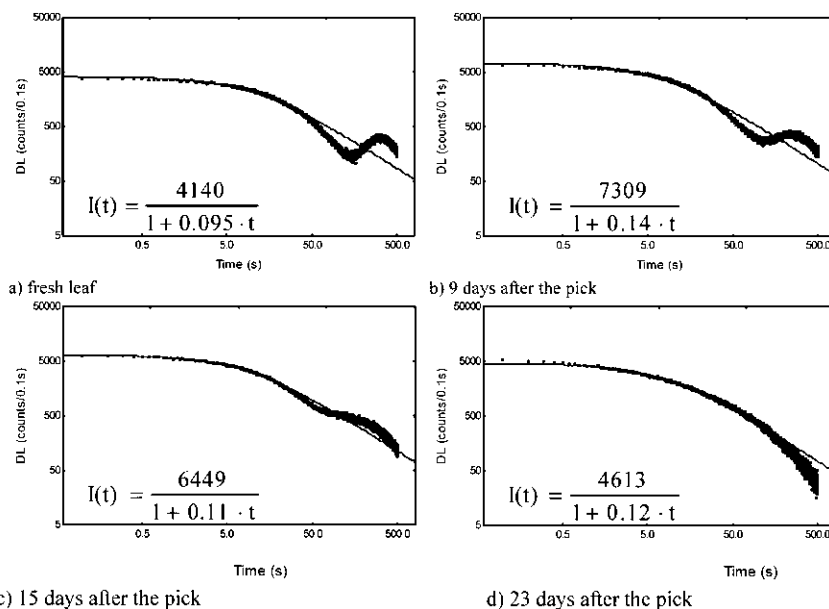 50000
5000
500
50
5
DL (counts/0.1s)
I(t) = 4140 / 1 + 0.095 · t
0.5 5.0 50.0 500.0
Time (s)
a) fresh leaf
50000
5000
500
50
5
DL (counts/0.1s)
I(t) = 7309 / 1 + 0.14 · t
0.5 5.0 50.0 500.0
Time (s)
b) 9 days after the pick
50000
5000
500
50
5
DL (counts/0.1s)
I(t) = 6449 / 1 + 0.11 · t
0.5 5.0 50.0 500.0
Time (s)
c) 15 days after the pick
50000
5000
500
50
5
DL (counts/0.1s)
I(t) = 4613 / 1 + 0.12 · t
0.5 5.0 50.0 500.0
Time (s)
d) 23 days after the pick